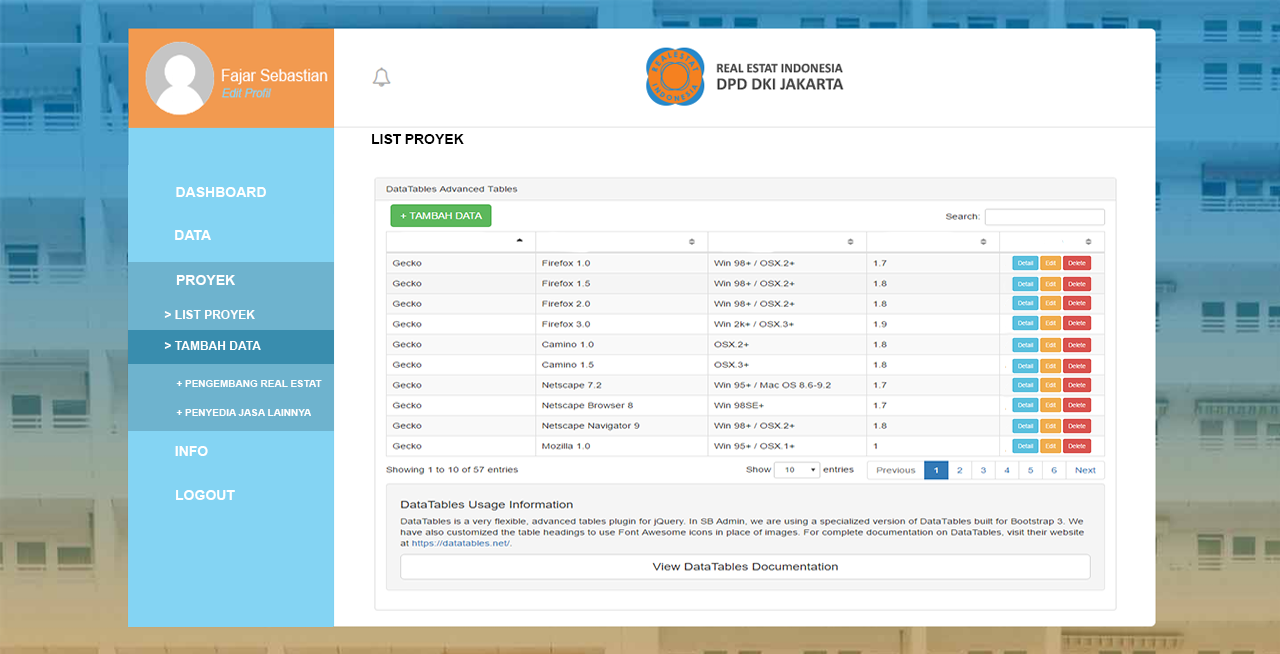 Fajar Sebastian
Edit Profil
REAL ESTAT INDONESIA
REAL ESTAT INDONESIA
DPD DKI JAKARTA
DASHBOARD
DATA
PROYEK
> LIST PROYEK
> TAMBAH DATA
+ PENGEMBANG REAL ESTAT
+ PENYEDIA JASA LAINNYA
INFO
LOGOUT
LIST PROYEK
DataTables Advanced Tables
+ TAMBAH DATA Search:
Gecko Firefox 1.0 Win 98+ / OSX.2+ 1.7 Detail Edit Delete
Gecko Firefox 1.5 Win 98+ / OSX.2+ 1.8 Detail Edit Delete
Gecko Firefox 2.0 Win 98+ / OSX.2+ 1.8 Detail Edit Delete
Gecko Firefox 3.0 Win 2k+ / OSX.3+ 1.9 Detail Edit Delete
Gecko Camino 1.0 OSX.2+ 1.8 Detail Edit Delete
Gecko Camino 1.5 OSX.3+ 1.8 Detail Edit Delete
Gecko Netscape 7.2 Win 95+ / Mac OS 8.6-9.2 1.7 Detail Edit Delete
Gecko Netscape Browser 8 Win 98SE+ 1.7 Detail Edit Delete
Gecko Netscape Navigator 9 Win 98+ / OSX.2+ 1.8 Detail Edit Delete
Gecko Mozilla 1.0 Win 95+ / OSX.1+ 1 Detail Edit Delete
Showing 1 to 10 of 57 entries Show 10 entries Previous 1 2 3 4 5 6 Next
DataTables Usage Information
DataTables is a very flexible, advanced tables plugin for jQuery. In SB Admin, we are using a specialized version of DataTables built for Bootstrap 3. We
have also customized the table headings to use Font Awesome icons in place of images. For complete documentation on DataTables, visit their website
at https://datatables.net/.
View DataTables Documentation